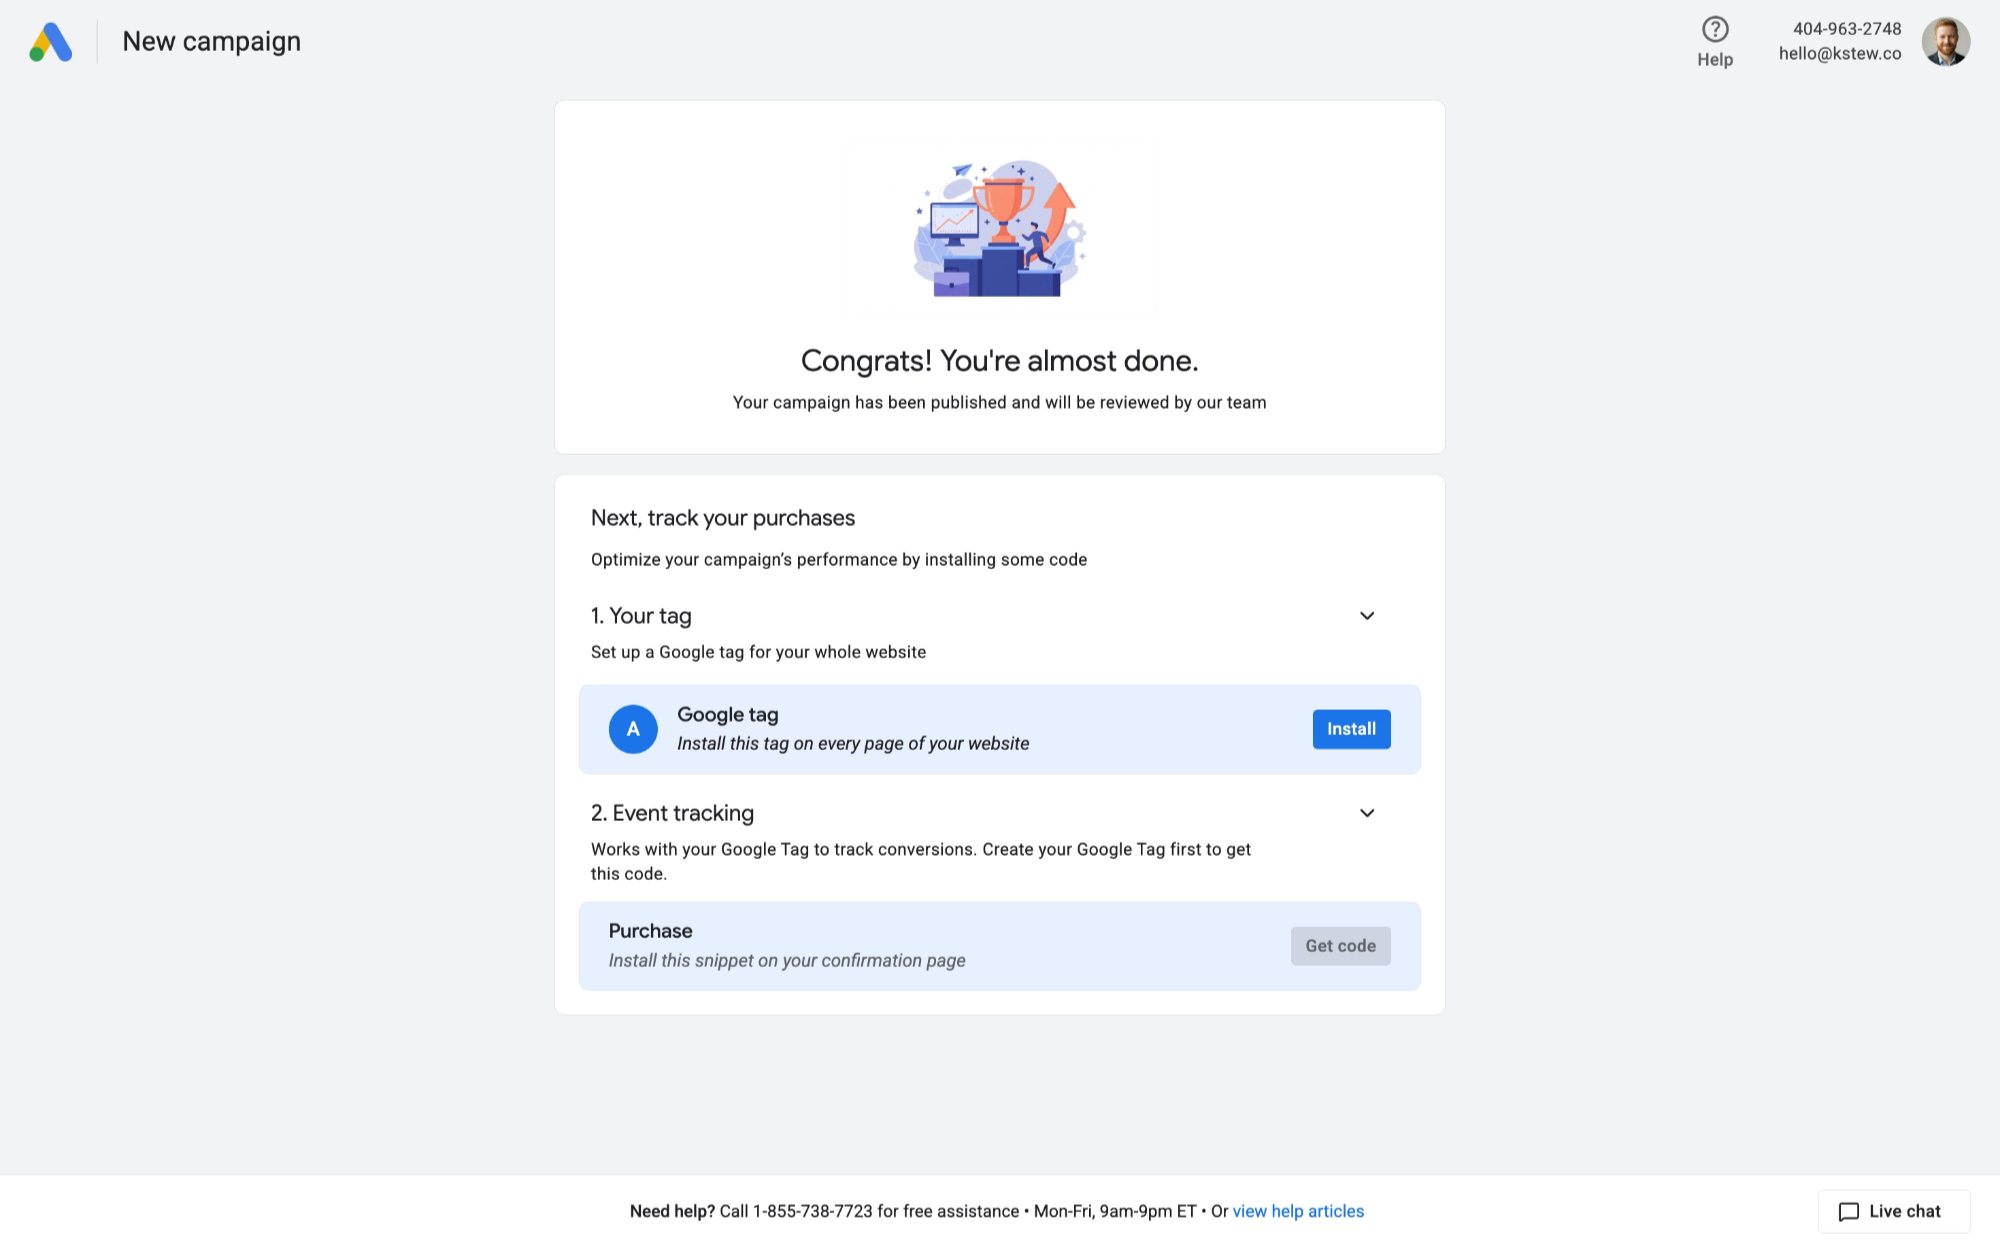 New campaign
Help
404-963-2748
hello@kstew.co
Congrats! You're almost done.
Your campaign has been published and will be reviewed by our team
Next, track your purchases
Optimize your campaign’s performance by installing some code
1. Your tag
Set up a Google tag for your whole website
A
Google tag
Install this tag on every page of your website
Install
2. Event tracking
Works with your Google Tag to track conversions. Create your Google Tag first to get
this code.
Purchase
Install this snippet on your confirmation page
Get code
Need help? Call 1-855-738-7723 for free assistance • Mon-Fri, 9am-9pm ET • Or view help articles
Live chat